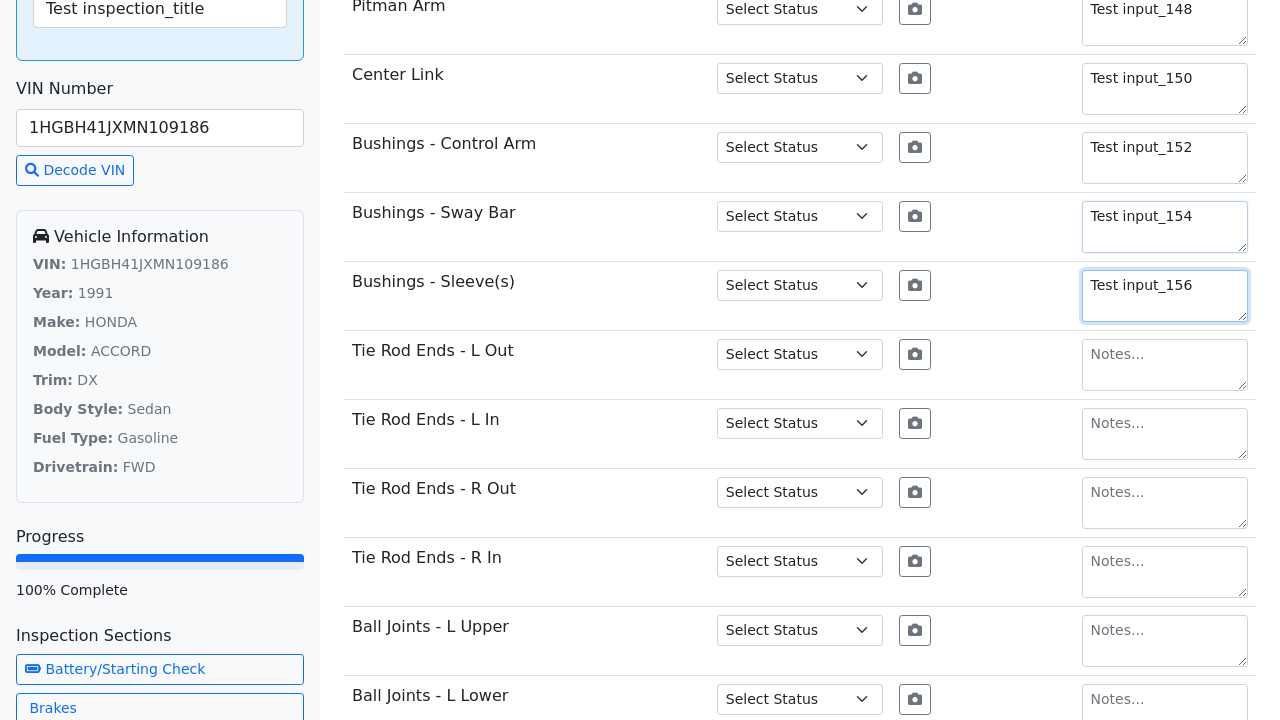 Test inspection_title
VIN Number
1HGBH41JXMN109186
Decode VIN
Vehicle Information
VIN: 1HGBH41JXMN109186
Year: 1991
Make: HONDA
Model: ACCORD
Trim: DX
Body Style: Sedan
Fuel Type: Gasoline
Drivetrain: FWD
Progress
100% Complete
Inspection Sections
Battery/Starting Check
Brakes
Pitman Arm Select Status Test input_148
Center Link Select Status Test input_150
Bushings - Control Arm Select Status Test input_152
Bushings - Sway Bar Select Status Test input_154
Bushings - Sleeve(s) Select Status Test input_156
Tie Rod Ends - L Out Select Status Notes...
Tie Rod Ends - L In Select Status Notes...
Tie Rod Ends - R Out Select Status Notes...
Tie Rod Ends - R In Select Status Notes...
Ball Joints - L Upper Select Status Notes...
Ball Joints - L Lower Select Status Notes...